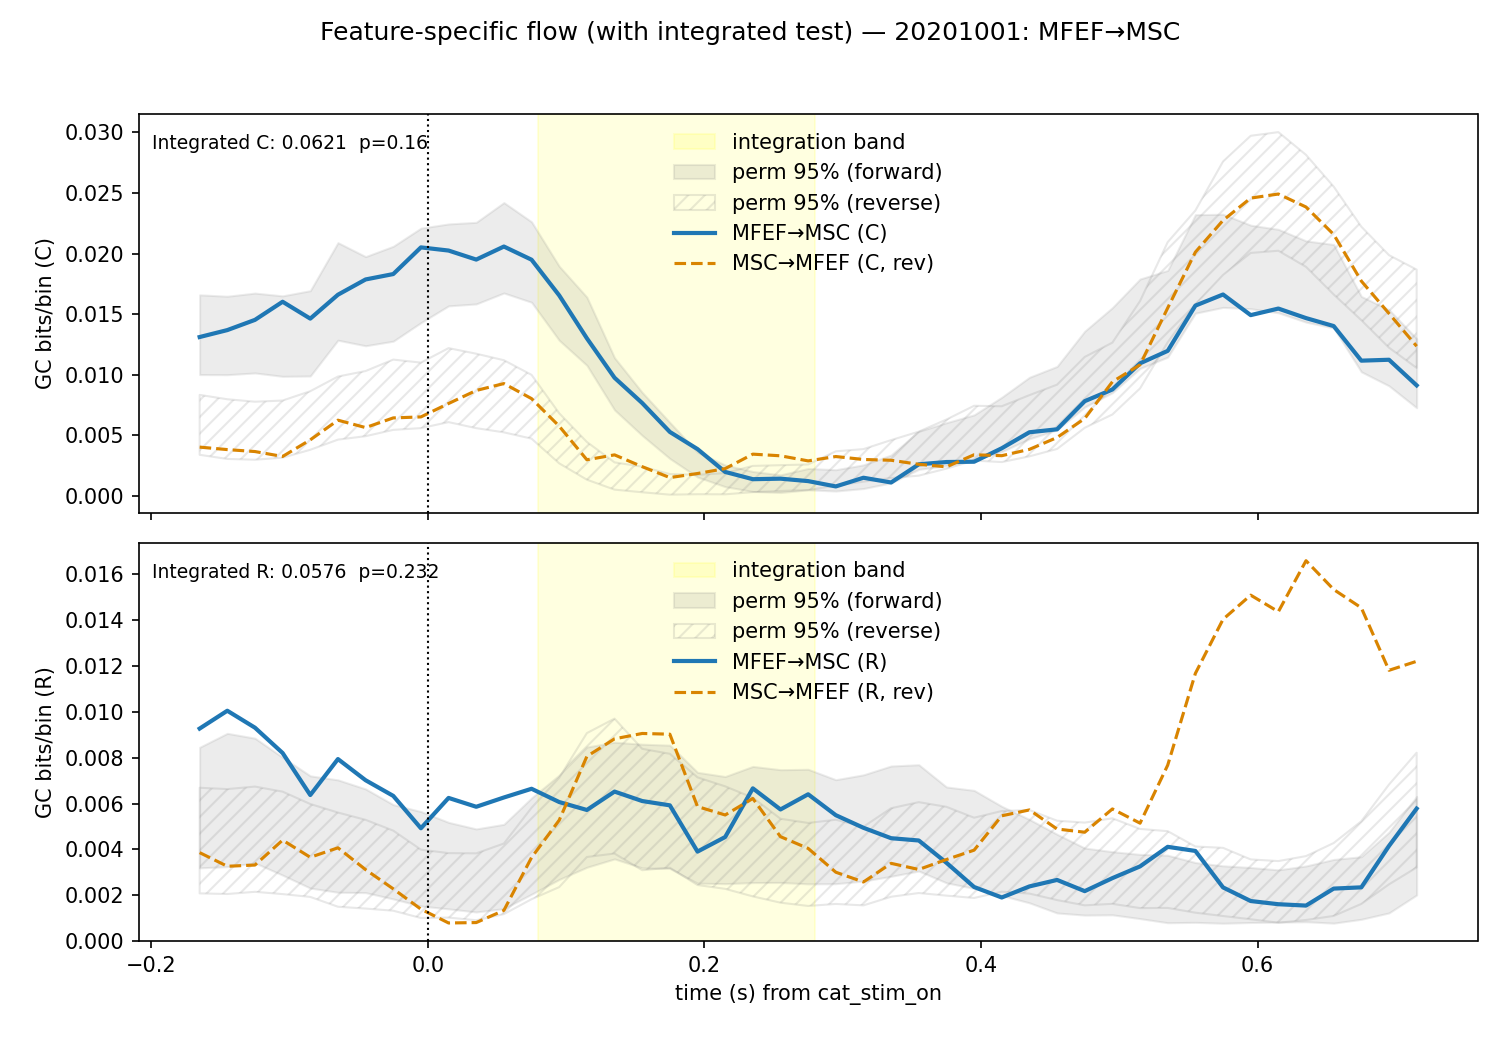 Feature-specific flow (with integrated test) — 20201001: MFEF→MSC
Integrated C: 0.0621  p=0.16
integration band
perm 95% (forward)
perm 95% (reverse)
MFEF→MSC (C)
MSC→MFEF (C, rev)
GC bits/bin (C)
0.030
0.025
0.020
0.015
0.010
0.005
0.000
Integrated R: 0.0576  p=0.232
integration band
perm 95% (forward)
perm 95% (reverse)
MFEF→MSC (R)
MSC→MFEF (R, rev)
GC bits/bin (R)
0.016
0.014
0.012
0.010
0.008
0.006
0.004
0.002
0.000
−0.2 0.0 0.2 0.4 0.6
time (s) from cat_stim_on